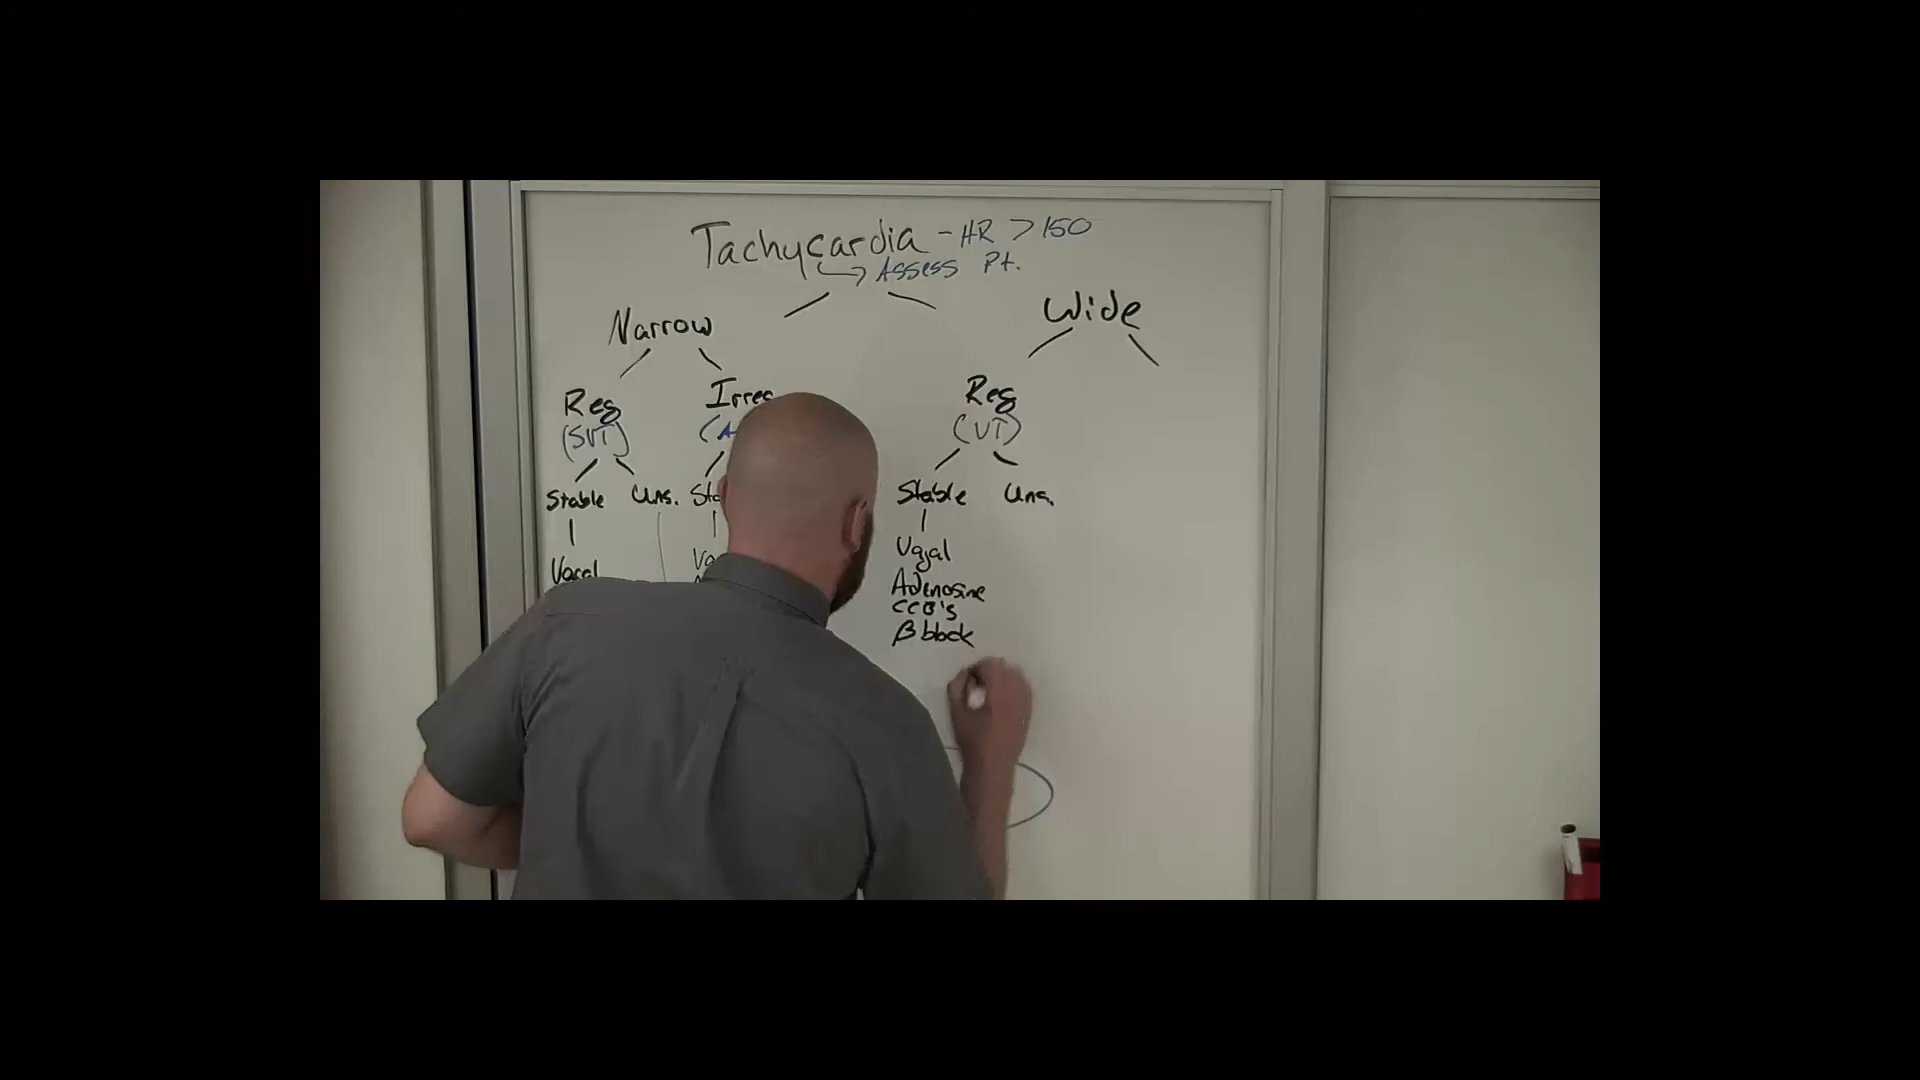 Tachycardia - HR > 150
Assess Pt.
Narrow
Wide
Reg
(SVT)
Stable
Uns.
Vagal
Irreg
Reg
(VT)
Stable
Uns.
Vagal
Adenosine
CCB's
β block